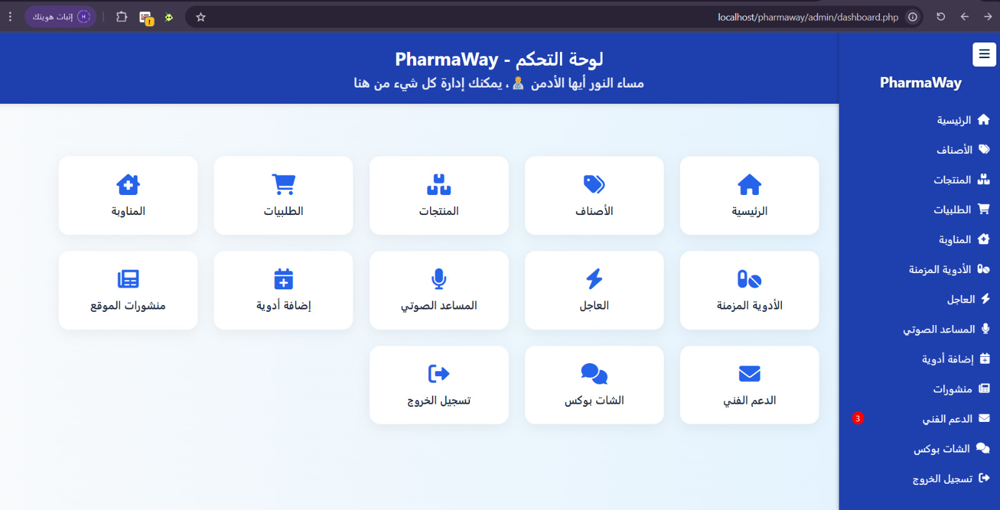 إثبات هويتك
H
localhost/pharmaway/admin/dashboard.php
لوحة التحكم - PharmaWay
مساء النور أيها الأدمن 👨‍⚕️، يمكنك إدارة كل شيء من هنا
PharmaWay
الرئيسية
الأصناف
المنتجات
الطلبيات
المناوبة
الأدوية المزمنة
العاجل
المساعد الصوتي
إضافة أدوية
منشورات
الدعم الفني
3
الشات بوكس
تسجيل الخروج
الرئيسية
الأصناف
المنتجات
الطلبيات
المناوبة
الأدوية المزمنة
العاجل
المساعد الصوتي
إضافة أدوية
منشورات الموقع
الدعم الفني
الشات بوكس
تسجيل الخروج